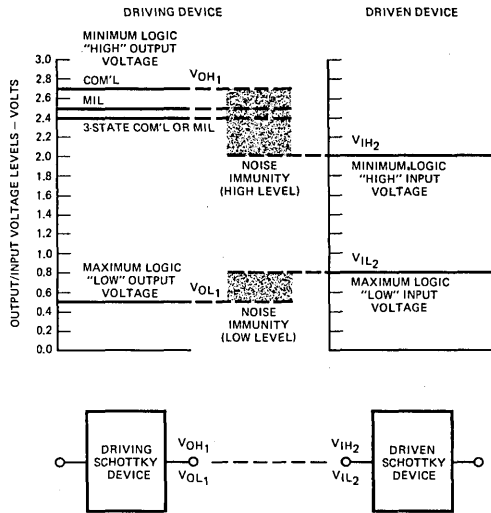 DRIVING DEVICE
DRIVEN DEVICE
MINIMUM LOGIC
"HIGH" OUTPUT
VOLTAGE
COM'L
VOH1
MIL
3-STATE COM'L OR MIL
OUTPUT/INPUT VOLTAGE LEVELS – VOLTS
3.0
2.8
2.6
2.4
2.2
2.0
1.8
1.6
1.4
1.2
1.0
0.8
0.6
0.4
0.2
0.0
NOISE
IMMUNITY
(HIGH LEVEL)
VIH2
MINIMUM LOGIC
"HIGH" INPUT
VOLTAGE
MAXIMUM LOGIC
"LOW" OUTPUT
VOLTAGE
VOL1
NOISE
IMMUNITY
(LOW LEVEL)
VIL2
MAXIMUM LOGIC
"LOW" INPUT
VOLTAGE
DRIVING
SCHOTTKY
DEVICE
VOH1
VOL1
VIH2
VIL2
DRIVEN
SCHOTTKY
DEVICE